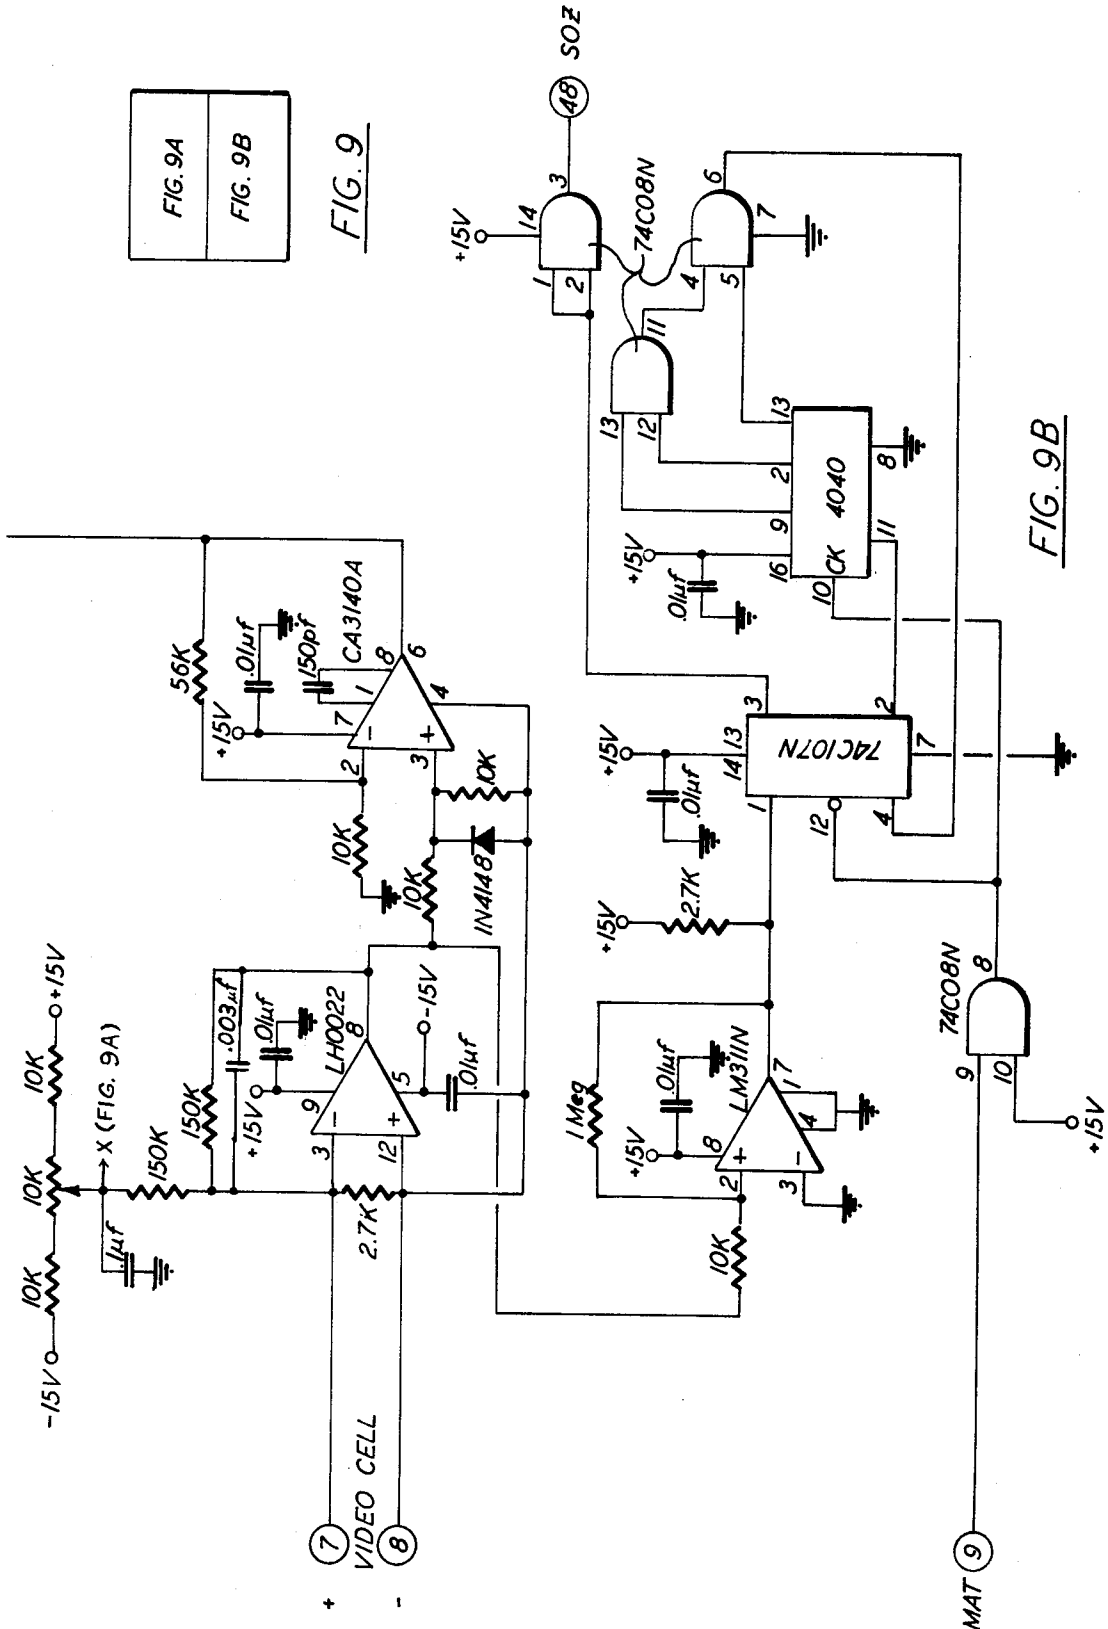 FIG. 9A
FIG. 9B
FIG. 9
-15V
10K
10K
10K
+15V
.1µf
X (FIG. 9A)
150K
150K
.003µf
+15V
.01µf
LH0022
3
9
8
12
5
-15V
.01µf
2.7K
+
7
VIDEO CELL
8
-
10K
1N4148
10K
10K
56K
+15V
.01µf
150pf
CA3140A
2
7
1
8
3
6
4
-
+
-
+
10K
1 Meg
+15V
.01µf
LM311N
2
8
3
4
1
7
+
-
+15V
2.7K
+15V
.01µf
1
14
13
3
12
4
7
2
74C107N
+15V
.01µf
16
9
2
13
10
CK
4040
11
8
13
12
11
74C08N
4
5
6
7
+15V
14
1
2
3
48
SOZ
MAT
9
9
10
8
74C08N
+15V
FIG. 9B